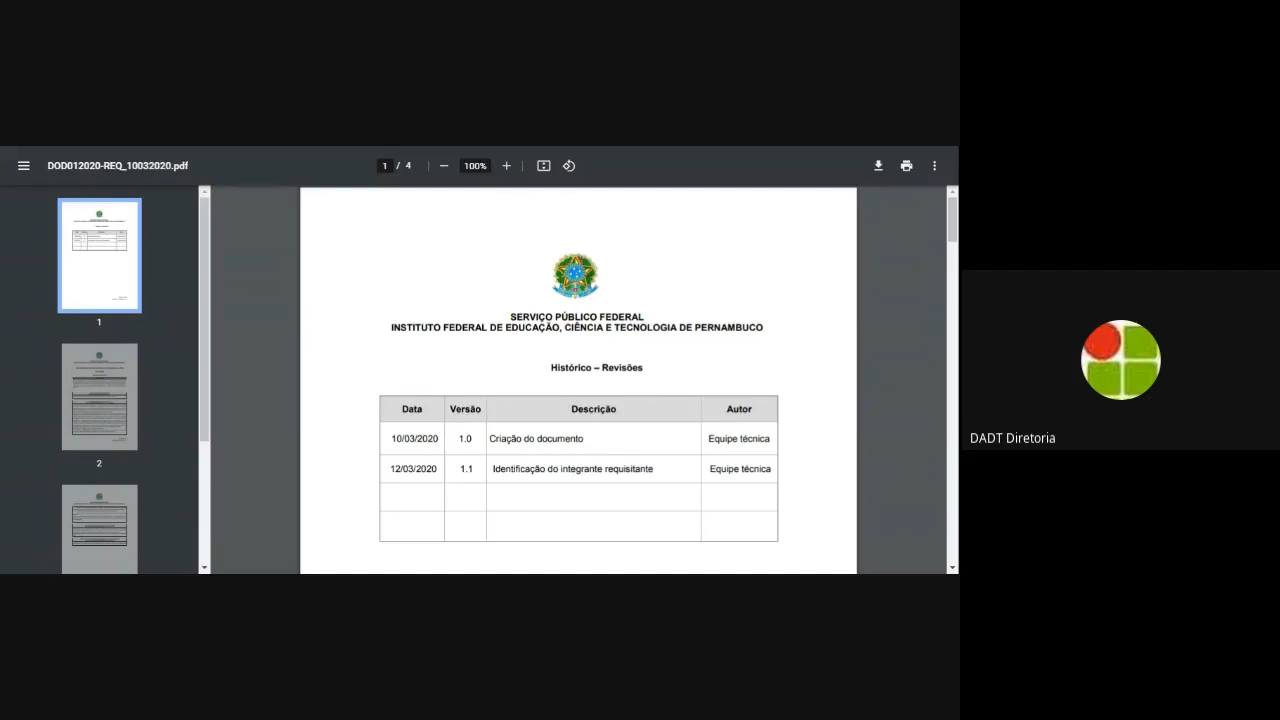 DOD012020-REQ_10032020.pdf
1 / 4
100%
1
2
SERVIÇO PÚBLICO FEDERAL
INSTITUTO FEDERAL DE EDUCAÇÃO, CIÊNCIA E TECNOLOGIA DE PERNAMBUCO
Histórico – Revisões
Data Versão Descrição Autor
10/03/2020 1.0 Criação do documento Equipe técnica
12/03/2020 1.1 Identificação do integrante requisitante Equipe técnica
DADT Diretoria